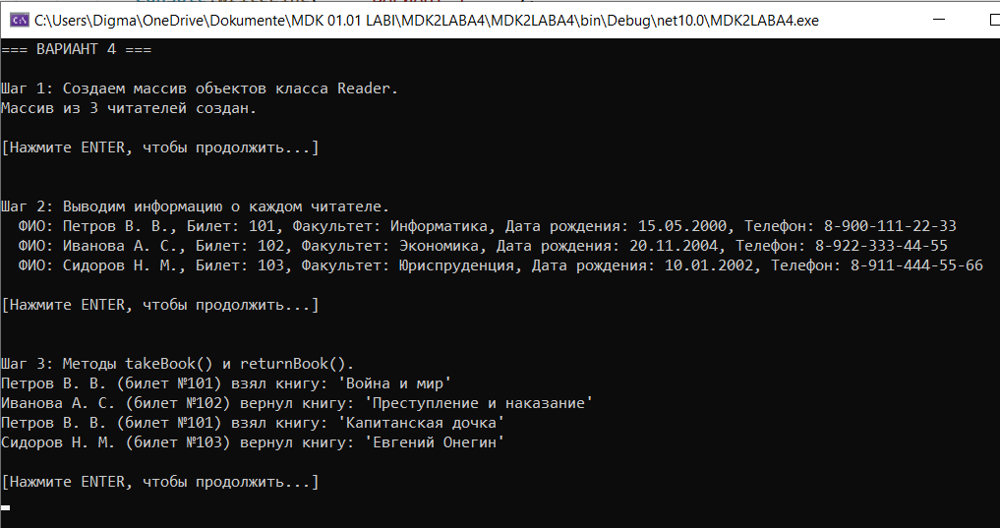 C:\Users\Digma\OneDrive\Dokumente\MDK 01.01 LABI\MDK2LABA4\MDK2LABA4\bin\Debug\net10.0\MDK2LABA4.exe
=== ВАРИАНТ 4 ===
Шаг 1: Создаем массив объектов класса Reader.
Массив из 3 читателей создан.
[Нажмите ENTER, чтобы продолжить...]
Шаг 2: Выводим информацию о каждом читателе.
ФИО: Петров В. В., Билет: 101, Факультет: Информатика, Дата рождения: 15.05.2000, Телефон: 8-900-111-22-33
ФИО: Иванова А. С., Билет: 102, Факультет: Экономика, Дата рождения: 20.11.2004, Телефон: 8-922-333-44-55
ФИО: Сидоров Н. М., Билет: 103, Факультет: Юриспруденция, Дата рождения: 10.01.2002, Телефон: 8-911-444-55-66
[Нажмите ENTER, чтобы продолжить...]
Шаг 3: Методы takeBook() и returnBook().
Петров В. В. (билет №101) взял книгу: 'Война и мир'
Иванова А. С. (билет №102) вернул книгу: 'Преступление и наказание'
Петров В. В. (билет №101) взял книгу: 'Капитанская дочка'
Сидоров Н. М. (билет №103) вернул книгу: 'Евгений Онегин'
[Нажмите ENTER, чтобы продолжить...]